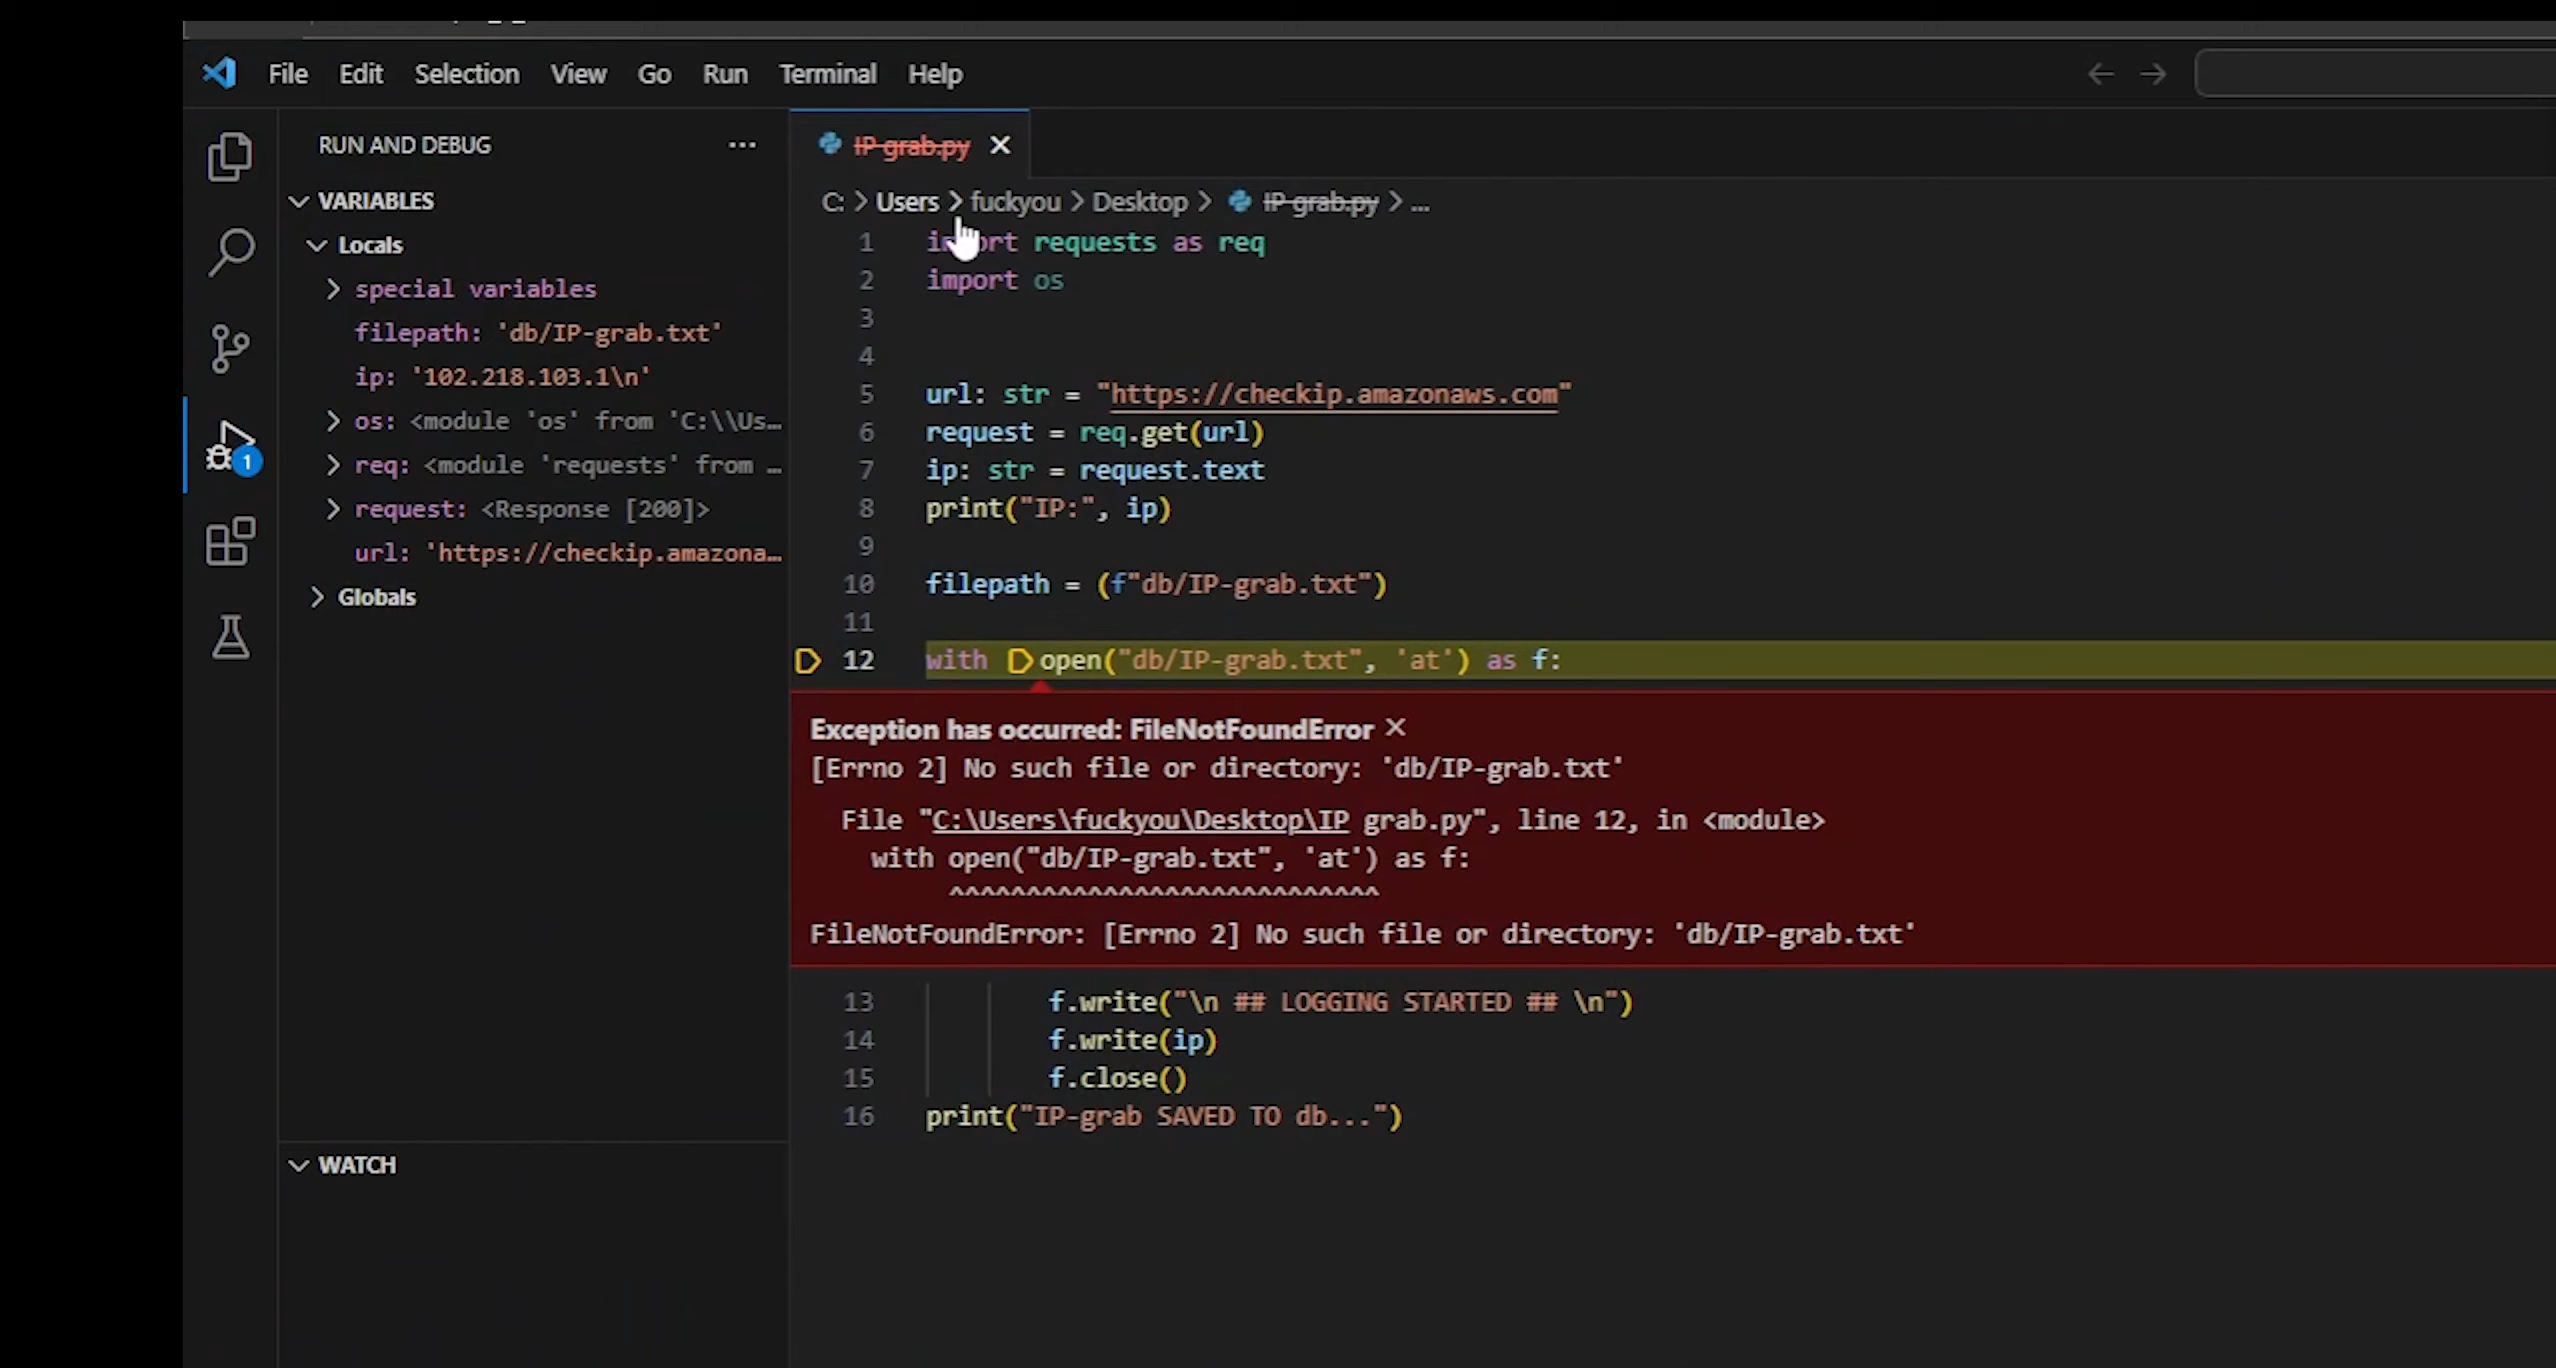 File Edit Selection View Go Run Terminal Help
RUN AND DEBUG ...
VARIABLES
Locals
special variables
filepath: 'db/IP-grab.txt'
ip: '102.218.103.1\n'
os: <module 'os' from 'C:\\Us…
req: <module 'requests' from …
request: <Response [200]>
url: 'https://checkip.amazona…
Globals
1
WATCH
IP grab.py
C: > Users > fuckyou > Desktop > IP grab.py > ...
1 import requests as req
2 import os
3
4
5 url: str = "https://checkip.amazonaws.com"
6 request = req.get(url)
7 ip: str = request.text
8 print("IP:", ip)
9
10 filepath = (f"db/IP-grab.txt")
11
12 with open("db/IP-grab.txt", 'at') as f:
Exception has occurred: FileNotFoundError
[Errno 2] No such file or directory: 'db/IP-grab.txt'
File "C:\Users\fuckyou\Desktop\IP grab.py", line 12, in <module>
with open("db/IP-grab.txt", 'at') as f:
^^^^^^^^^^^^^^^^^^^^^^^^^^^^
FileNotFoundError: [Errno 2] No such file or directory: 'db/IP-grab.txt'
13 f.write("\n ## LOGGING STARTED ## \n")
14 f.write(ip)
15 f.close()
16 print("IP-grab SAVED TO db...")